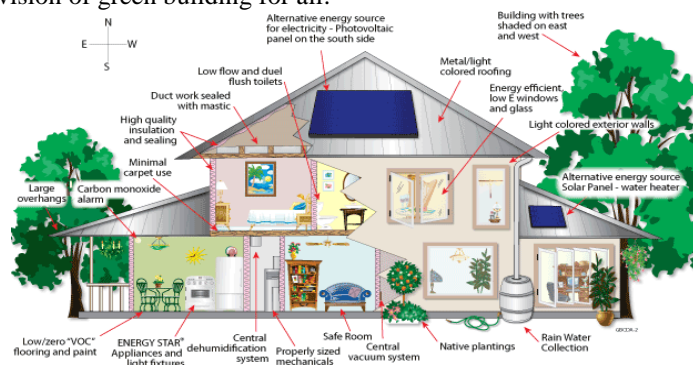 vision of green building for all.
N
E
W
S
Alternative energy source
for electricity - Photovoltaic
panel on the south side
Building with trees
shaded on east
and west
Low flow and duel
flush toilets
Metal/light
colored roofing
Duct work sealed
with mastic
Energy efficient,
low E windows
and glass
High quality
insulation
and sealing
Light colored exterior walls
Minimal
carpet use
Alternative energy source
Solar Panel - water heater
Large
overhangs
Carbon monoxide
alarm
Low/zero "VOC"
flooring and paint
ENERGY STAR®
Appliances and
light fixtures
Central
dehumidification
system
Properly sized
mechanicals
Safe Room
Central
vacuum system
Native plantings
Rain Water
Collection